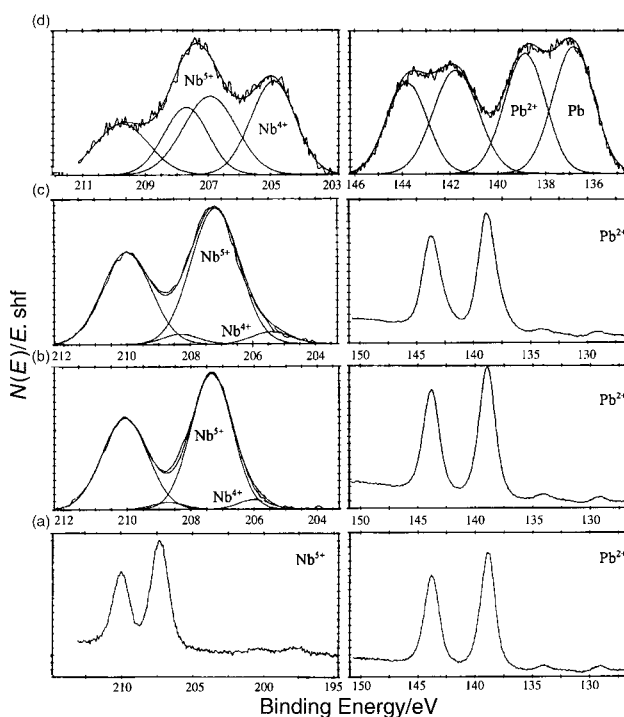 (d)
Nb5+
Nb4+
Pb2+
Pb
211 209 207 205 203
146 144 142 140 138 136
(c)
Nb5+
Nb4+
Pb2+
212 210 208 206 204
150 145 140 135 130
(b)
Nb5+
Nb4+
Pb2+
212 210 208 206 204
150 145 140 135 130
(a)
Nb5+
Pb2+
210 205 200 195
150 145 140 135 130
N(E)/E. shf
Binding Energy/eV